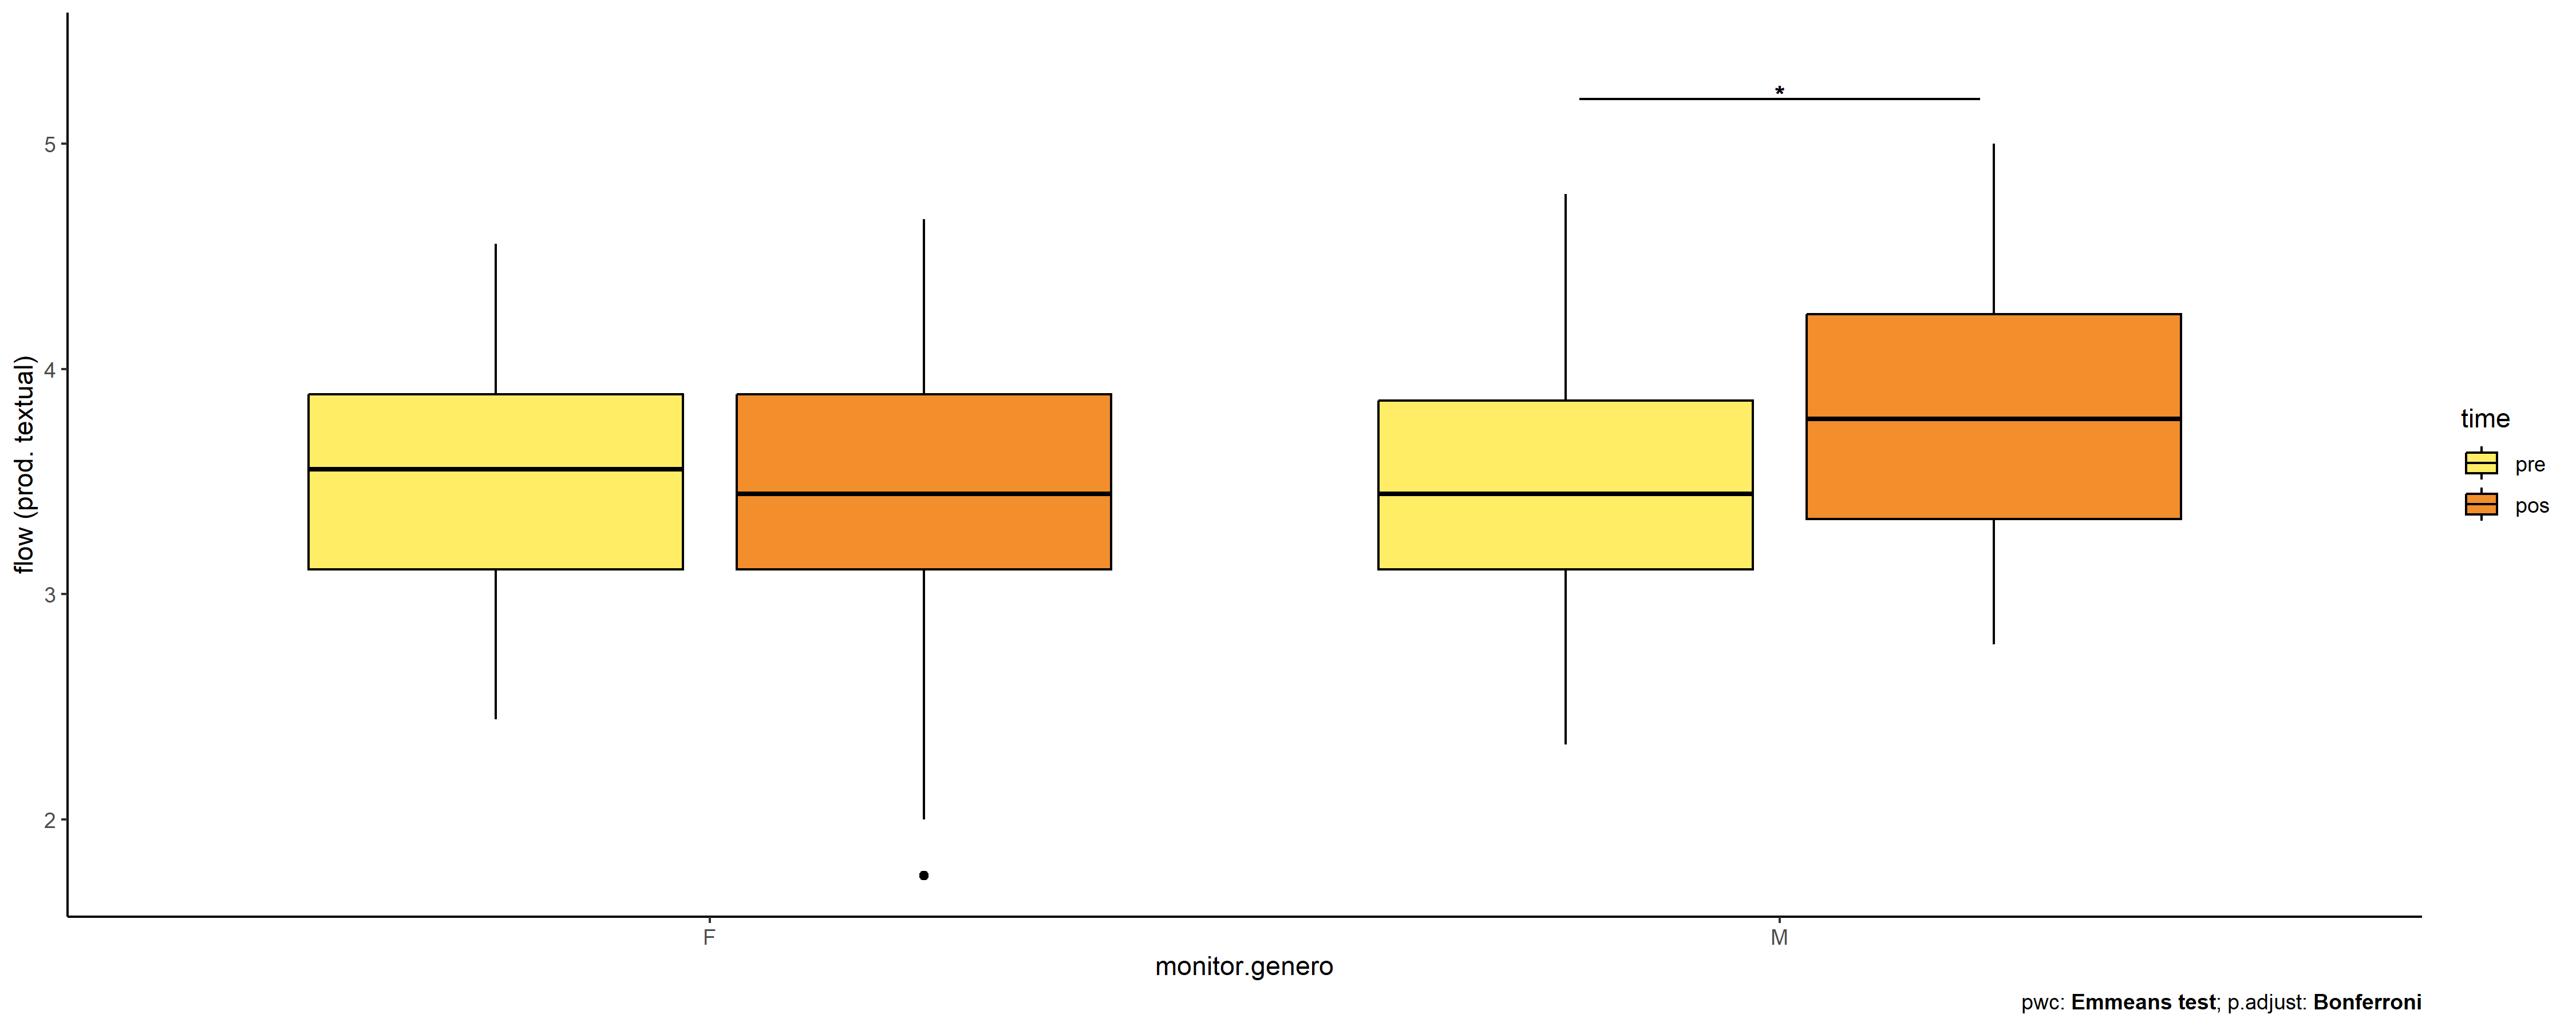 *
5
4
3
2
flow (prod. textual)
F
M
monitor.genero
time
pre
pos
pwc: Emmeans test; p.adjust: Bonferroni